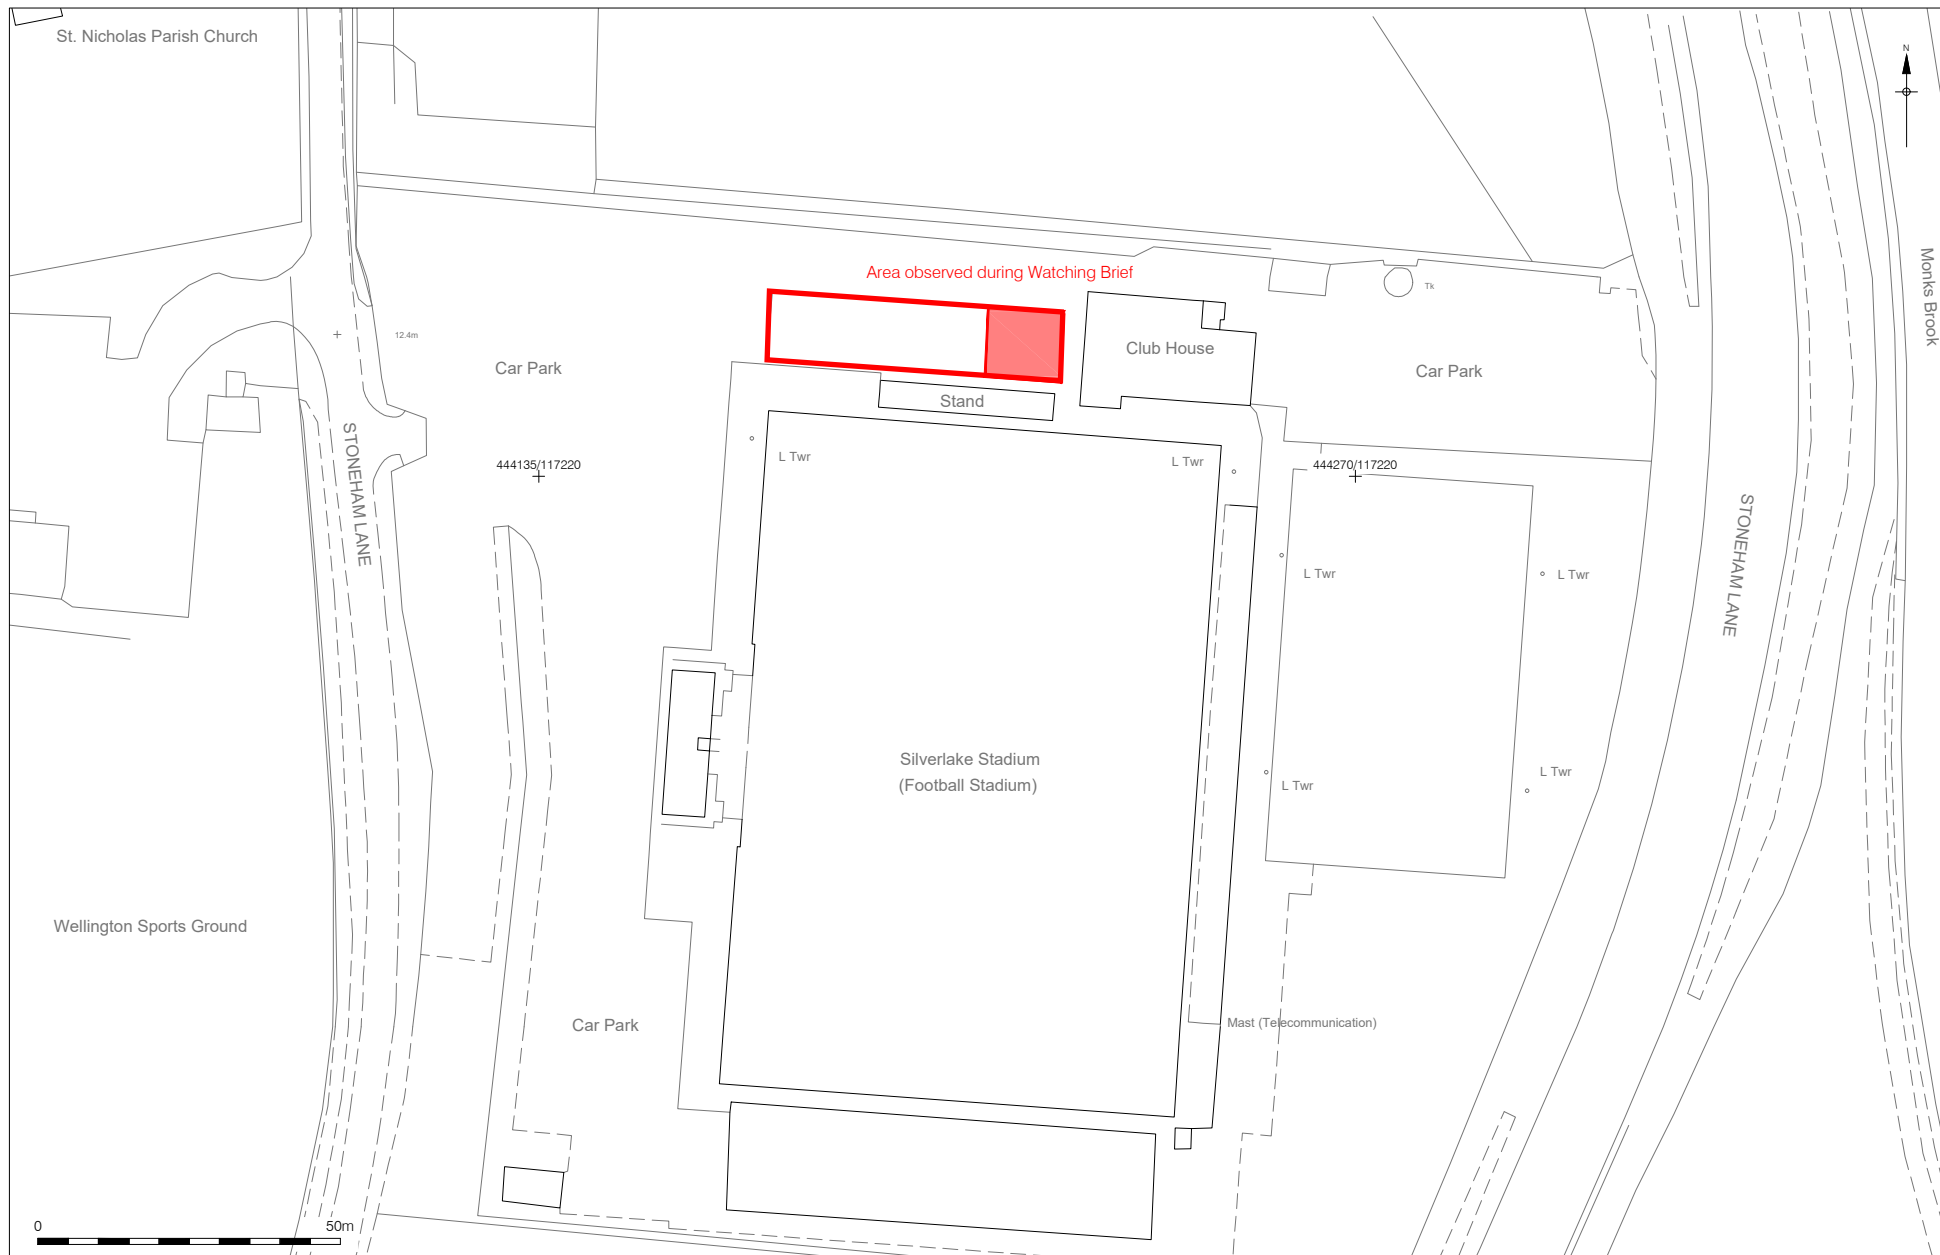 St. Nicholas Parish Church
N
Monks Brook
Area observed during Watching Brief
Tk
12.4m
Club House
Car Park
Car Park
Stand
STONEHAM LANE
L Twr
L Twr
444135/117220
444270/117220
STONEHAM LANE
L Twr
L Twr
Silverlake Stadium
(Football Stadium)
L Twr
L Twr
Wellington Sports Ground
Car Park
Mast (Telecommunication)
0
50m